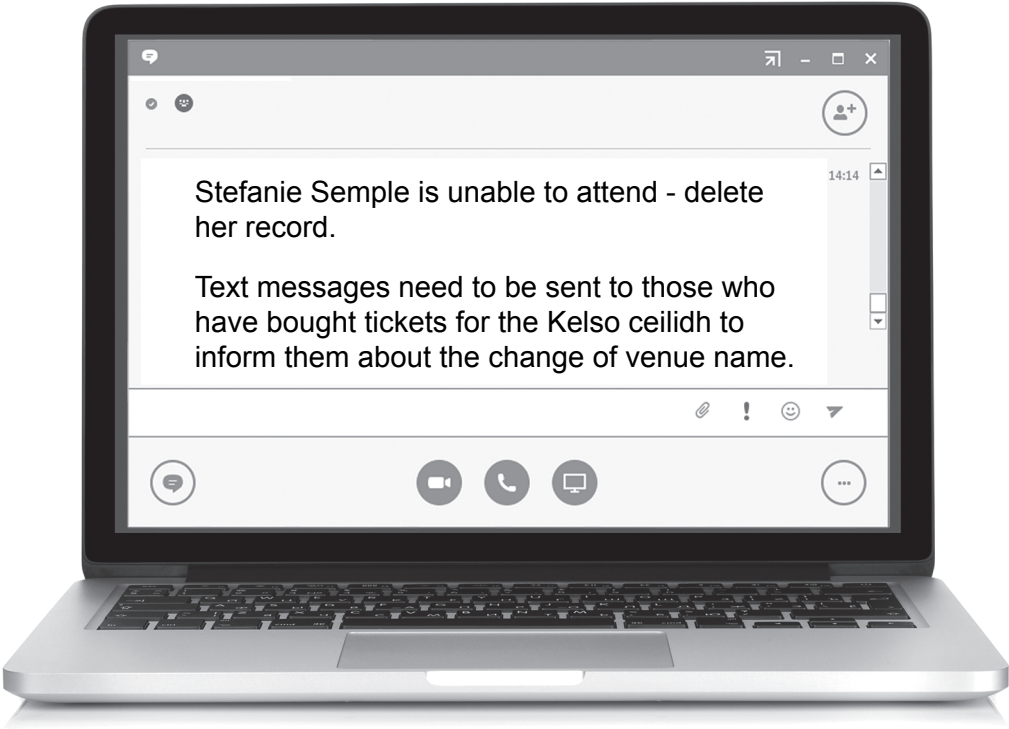 14:14
Stefanie Semple is unable to attend - delete
her record.
Text messages need to be sent to those who
have bought tickets for the Kelso ceilidh to
inform them about the change of venue name.